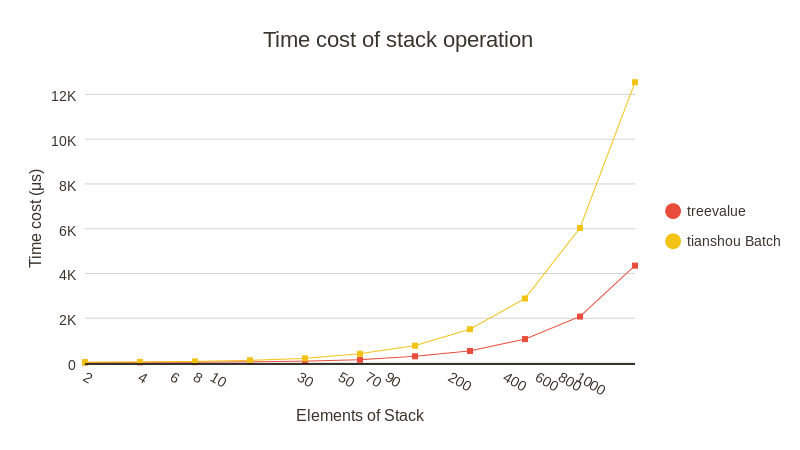 Time cost of stack operation
Time cost (μs)
12K
10K
8K
6K
4K
2K
0
2 4 6 8 10 30 50 70 90 200 400 600 800 1000
Elements of Stack
treevalue
tianshou Batch